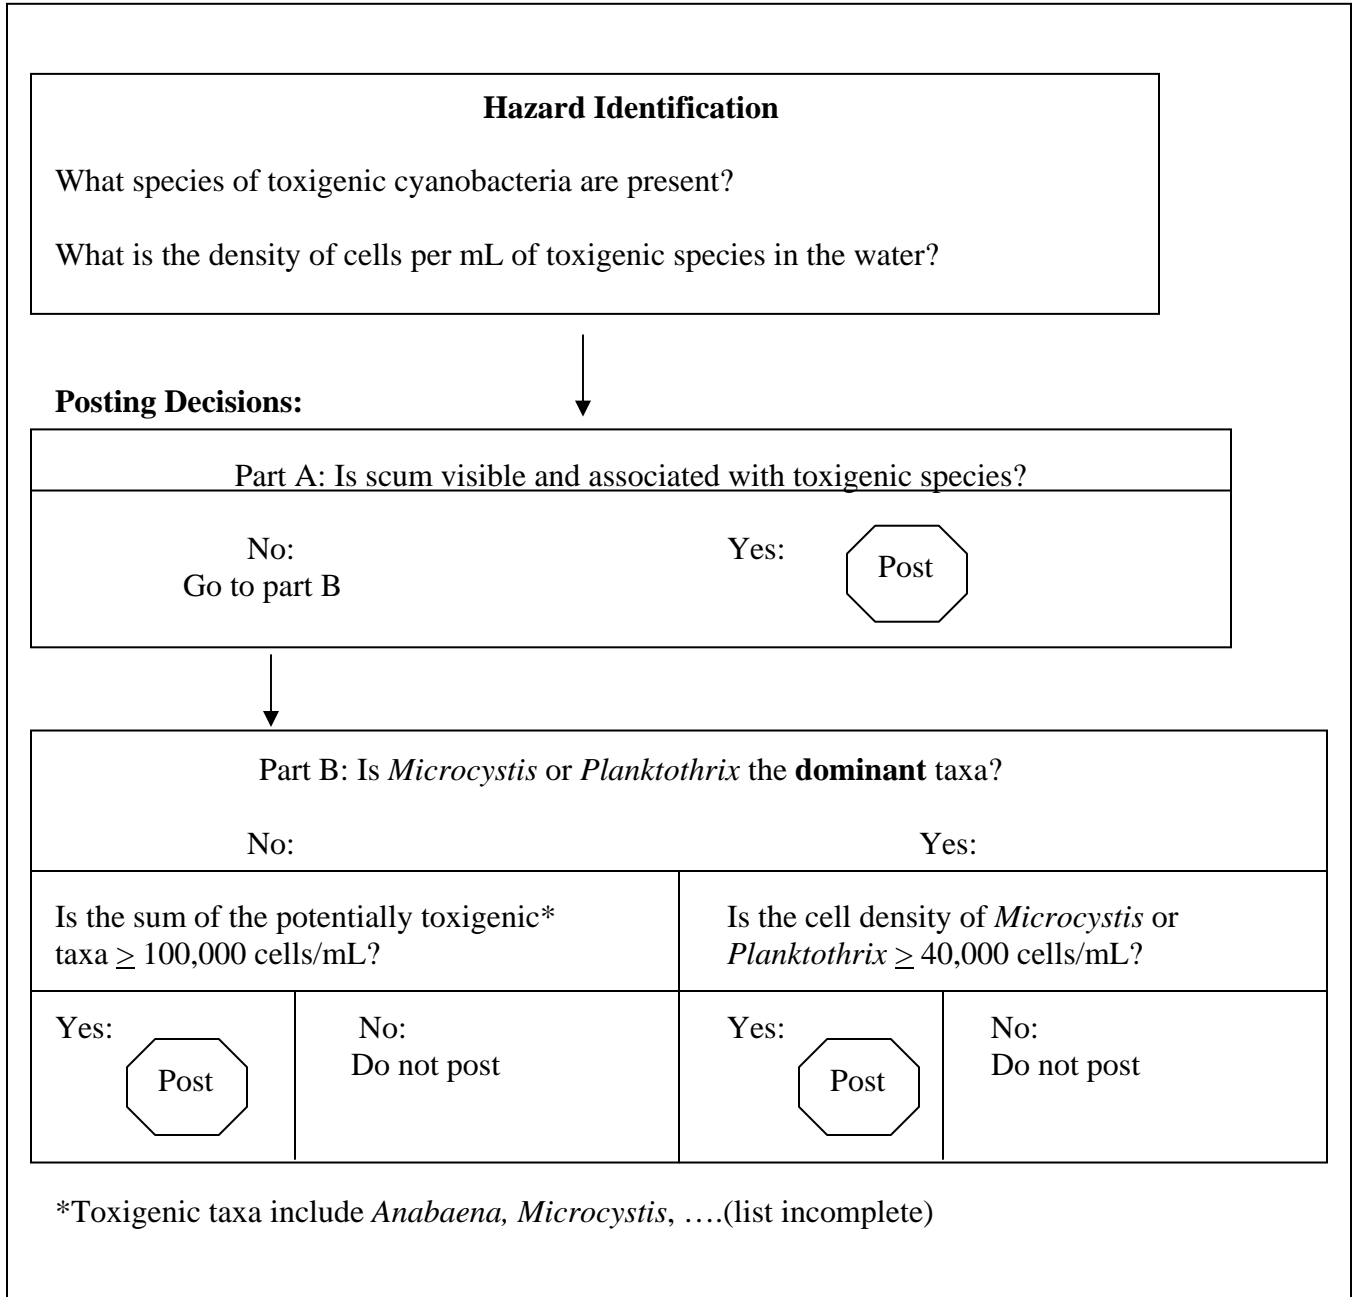 Hazard Identification
What species of toxigenic cyanobacteria are present?
What is the density of cells per mL of toxigenic species in the water?
Posting Decisions:
Part A: Is scum visible and associated with toxigenic species?
No:
Go to part B
Yes:
Post
Part B: Is Microcystis or Planktothrix the dominant taxa?
No:
Yes:
Is the sum of the potentially toxigenic*
taxa ≥ 100,000 cells/mL?
Is the cell density of Microcystis or
Planktothrix ≥ 40,000 cells/mL?
Yes:
Post
No:
Do not post
Yes:
Post
No:
Do not post
*Toxigenic taxa include Anabaena, Microcystis, ….(list incomplete)